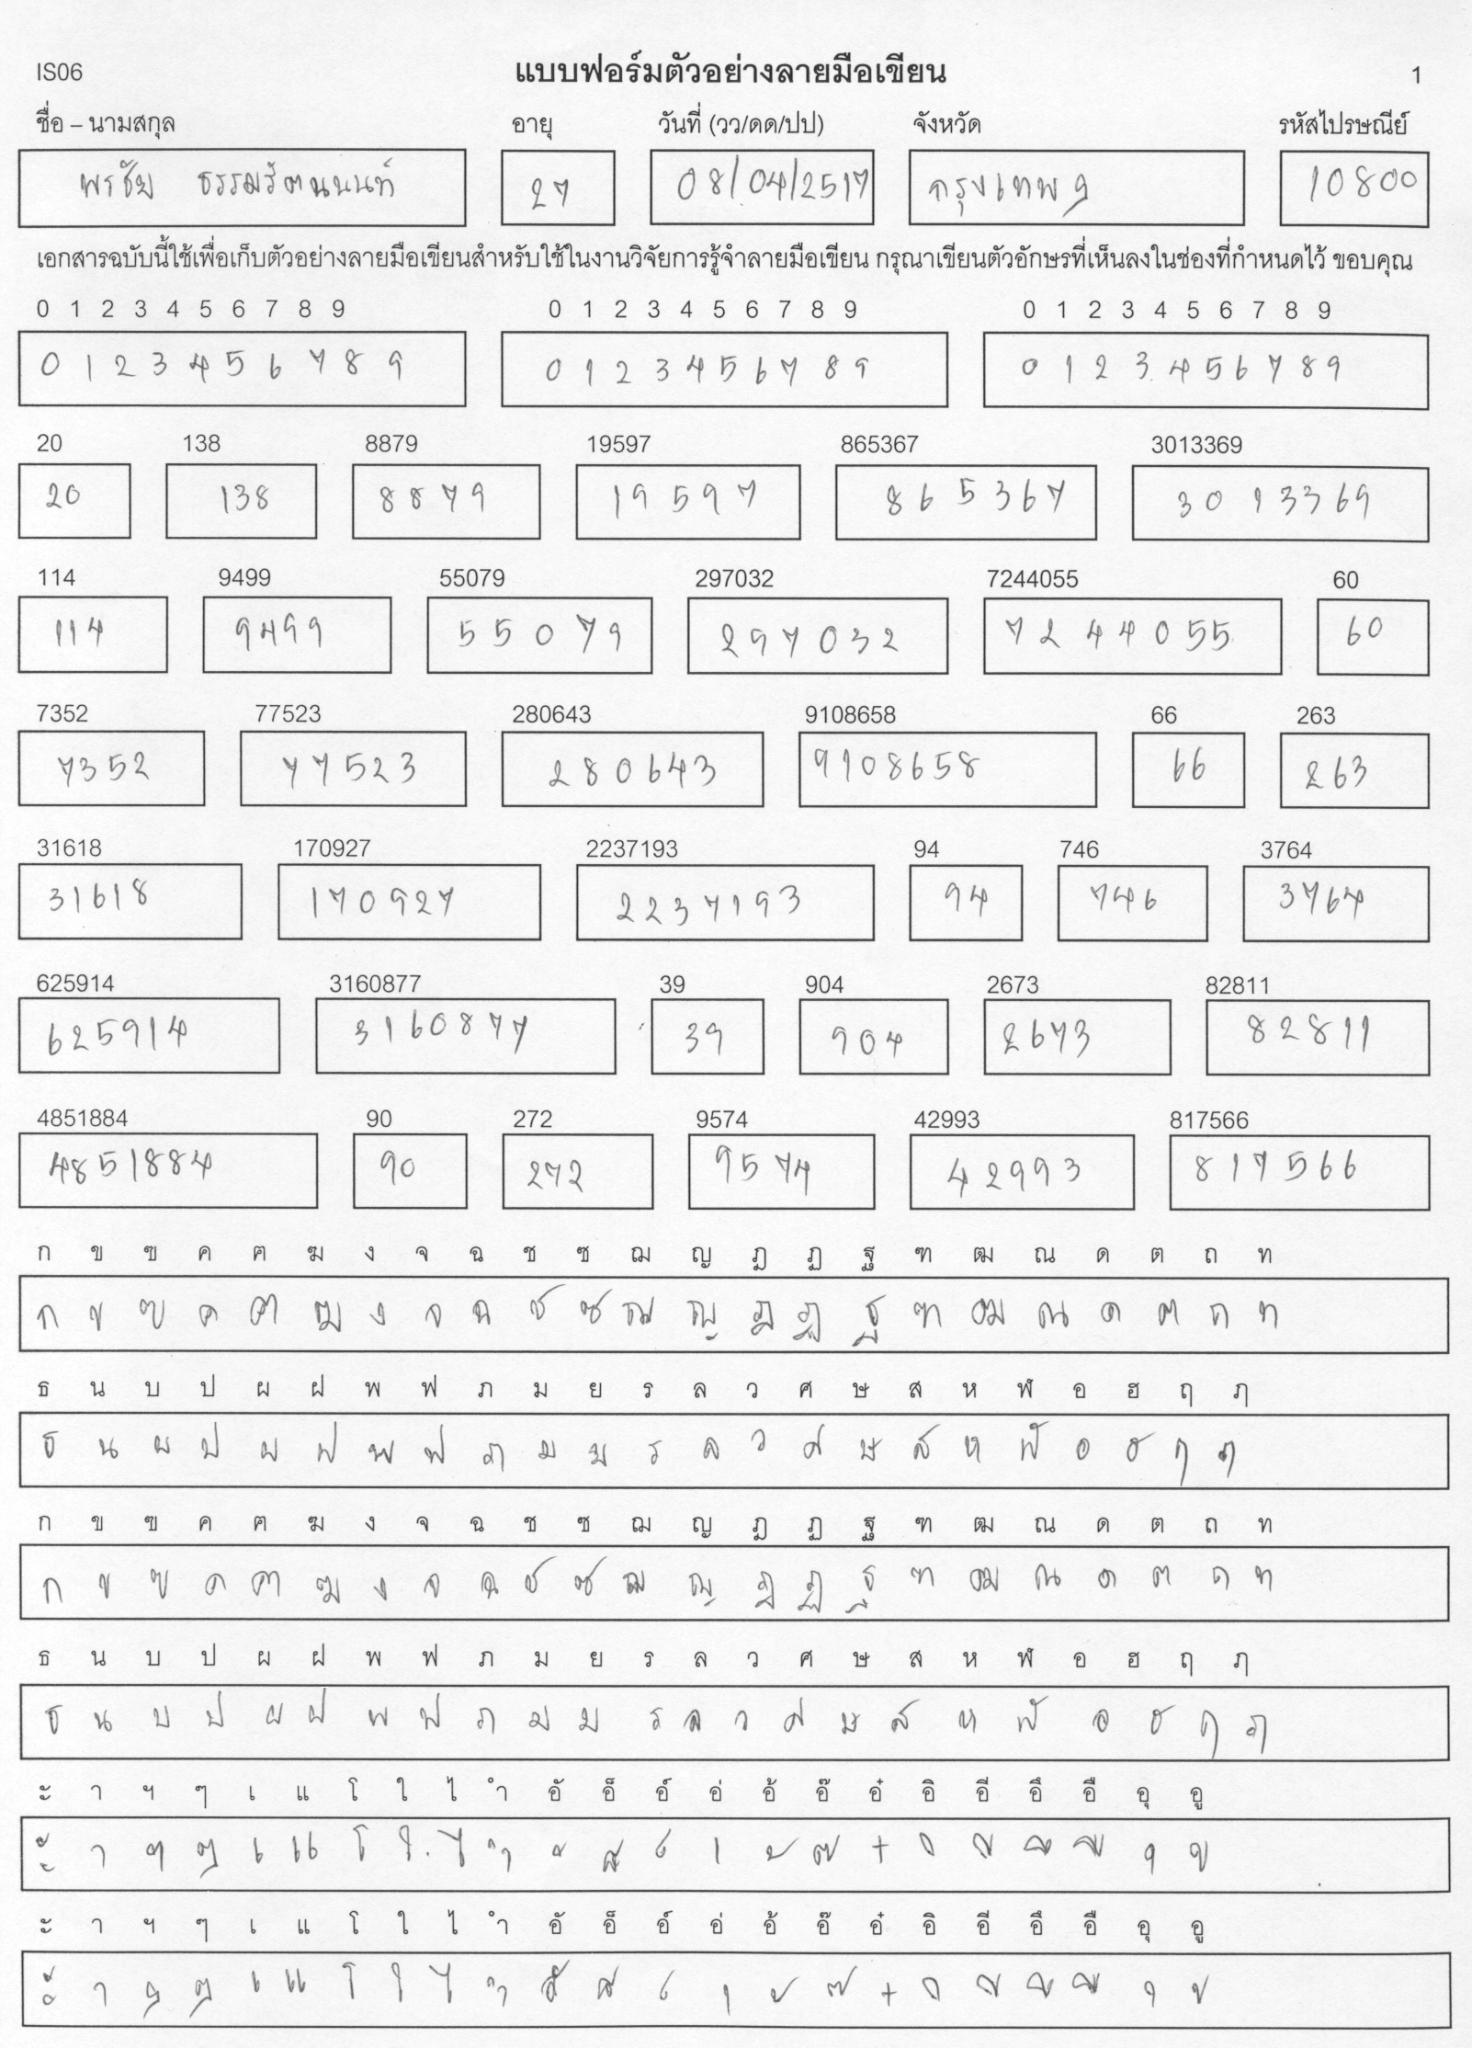 IS06 แบบฟอร์มตัวอย่างลายมือเขียน 1
ชื่อ – นามสกุล อายุ วันที่ (วว/ดด/ปป) จังหวัด รหัสไปรษณีย์
พรชัย ธรรมรัตนนนท์ 27 08/04/2517 กรุงเทพฯ 10800
เอกสารฉบับนี้ใช้เพื่อเก็บตัวอย่างลายมือเขียนสำหรับใช้ในงานวิจัยการรู้จำลายมือเขียน กรุณาเขียนตัวอักษรที่เห็นลงในช่องที่กำหนดไว้ ขอบคุณ
0 1 2 3 4 5 6 7 8 9 0 1 2 3 4 5 6 7 8 9 0 1 2 3 4 5 6 7 8 9
0 1 2 3 4 5 6 7 8 9 0 1 2 3 4 5 6 7 8 9 0 1 2 3 4 5 6 7 8 9
20 138 8879 19597 865367 3013369
20 138 8879 19597 865367 3013369
114 9499 55079 297032 7244055 60
114 9499 55079 297032 7244055 60
7352 77523 280643 9108658 66 263
7352 77523 280643 9108658 66 263
31618 170927 2237193 94 746 3764
31618 170927 2237193 94 746 3764
625914 3160877 39 904 2673 82811
625914 3160877 39 904 2673 82811
4851884 90 272 9574 42993 817566
4851884 90 272 9574 42993 817566
ก ข ฃ ค ฅ ฆ ง จ ฉ ช ซ ฌ ญ ฎ ฏ ฐ ฑ ฒ ณ ด ต ถ ท
ก ข ฃ ค ฅ ฆ ง จ ฉ ช ซ ฌ ญ ฎ ฏ ฐ ฑ ฒ ณ ด ต ถ ท
ธ น บ ป ผ ฝ พ ฟ ภ ม ย ร ล ว ศ ษ ส ห ฬ อ ฮ ฤ ภ
ธ น ผ ป ผ ฝ พ ฟ ภ ม ม ร ล ว ศ ษ ส ห ฬ อ ฮ ฤ ภ
ก ข ฃ ค ฅ ฆ ง จ ฉ ช ซ ฌ ญ ฎ ฏ ฐ ฑ ฒ ณ ด ต ถ ท
ก ข ฃ ค ฅ ฆ ง จ ฉ ช ซ ฌ ญ ฎ ฏ ฐ ฑ ฒ ณ ด ต ถ ท
ธ น บ ป ผ ฝ พ ฟ ภ ม ย ร ล ว ศ ษ ส ห ฬ อ ฮ ฤ ภ
ธ น บ ป ผ ฝ พ ฟ ภ ม ม ร ล ว ศ ษ ส ห ฬ อ ฮ ฤ ภ
ะ า ฯ ๆ เ แ โ ใ ไ ำ อั อ็ อ์ อ่ อ้ อ๊ อ๋ อิ อี อึ อื อุ อู
ะ า ฯ ๆ เ แ โ ใ ไ ำ ั ็ ์ ่ ้ ๊ ๋ ิ ี ึ ื ุ ู
ะ า ฯ ๆ เ แ โ ใ ไ ำ อั อ็ อ์ อ่ อ้ อ๊ อ๋ อิ อี อึ อื อุ อู
ะ า ๆ ๆ เ แ โ ใ ไ ำ อั ็ ์ ่ ้ ๊ ๋ ิ ี ึ ื ุ ู